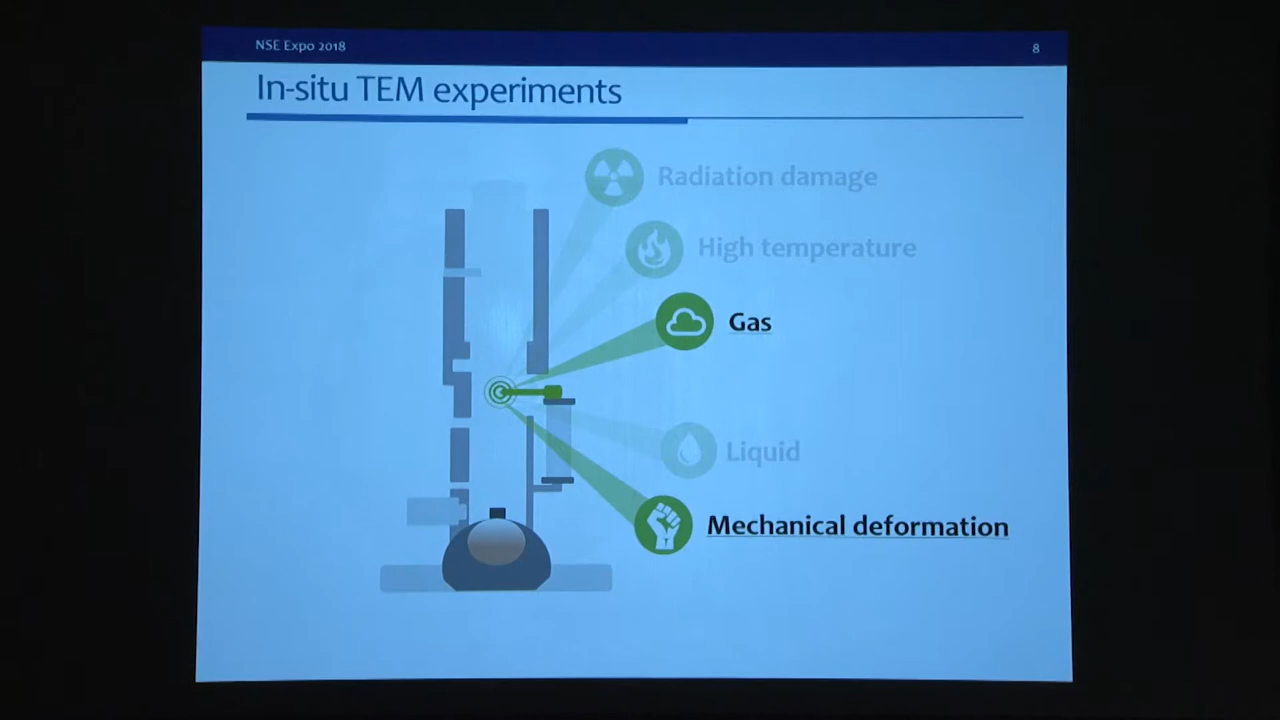 NSE Expo 2018
8
In-situ TEM experiments
Radiation damage
High temperature
Gas
Liquid
Mechanical deformation